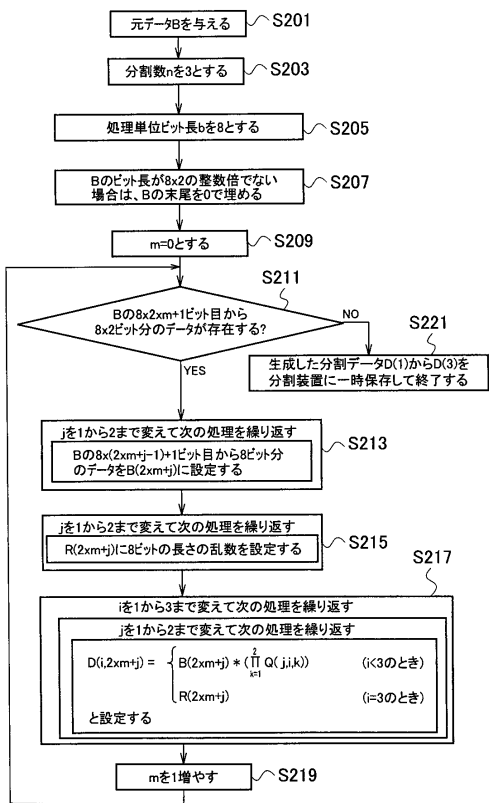 元データBを与える
S201
分割数nを3とする
S203
処理単位ビット長bを8とする
S205
Bのビット長が8x2の整数倍でない
場合は、Bの末尾を0で埋める
S207
m=0とする
S209
S211
Bの8x2xm+1ビット目から
8x2ビット分のデータが存在する?
NO
YES
S221
生成した分割データD(1)からD(3)を
分割装置に一時保存して終了する
jを1から2まで変えて次の処理を繰り返す
S213
Bの8x(2xm+j-1)+1ビット目から8ビット分
のデータをB(2xm+j)に設定する
jを1から2まで変えて次の処理を繰り返す
S215
R(2xm+j)に8ビットの長さの乱数を設定する
S217
iを1から3まで変えて次の処理を繰り返す
jを1から2まで変えて次の処理を繰り返す
D(i,2xm+j) = { B(2xm+j) * (∏ k=1 2 Q(j,i,k)) (i<3のとき)
R(2xm+j) (i=3のとき)
と設定する
mを1増やす
S219